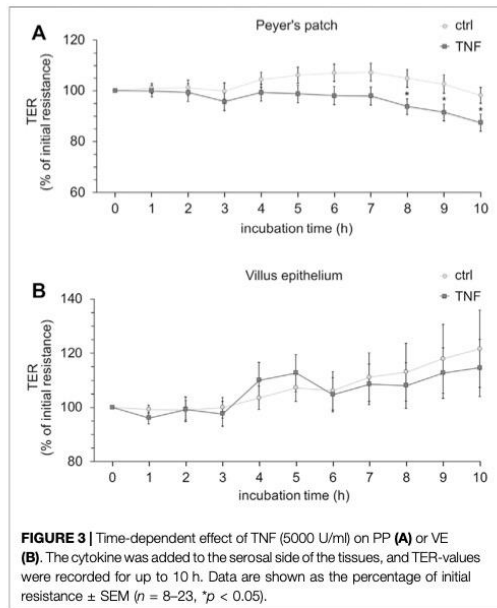 A
Peyer's patch
ctrl
TNF
120
100
80
60
TER
(% of initial resistance)
* * *
0 1 2 3 4 5 6 7 8 9 10
incubation time (h)
B
Villus epithelium
ctrl
TNF
140
120
100
80
TER
(% of initial resistance)
0 1 2 3 4 5 6 7 8 9 10
incubation time (h)
FIGURE 3 | Time-dependent effect of TNF (5000 U/ml) on PP (A) or VE
(B). The cytokine was added to the serosal side of the tissues, and TER-values
were recorded for up to 10 h. Data are shown as the percentage of initial
resistance ± SEM (n = 8–23, *p < 0.05).